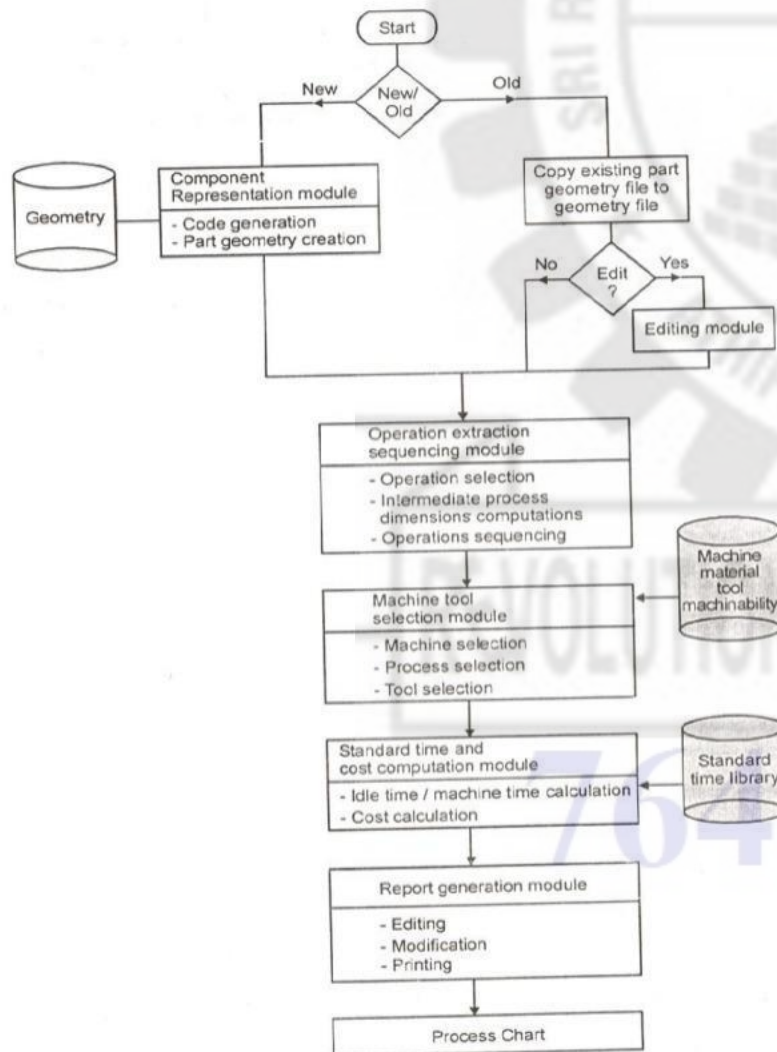 Start
New
New/
Old
Old
Geometry
Component
Representation module
- Code generation
- Part geometry creation
Copy existing part
geometry file to
geometry file
No
Edit
?
Yes
Editing module
Operation extraction
sequencing module
- Operation selection
- Intermediate process
dimensions computations
- Operations sequencing
Machine
material
tool
machinability
Machine tool
selection module
- Machine selection
- Process selection
- Tool selection
Standard time and
cost computation module
- Idle time / machine time calculation
- Cost calculation
Standard
time library
Report generation module
- Editing
- Modification
- Printing
Process Chart
SRI R
VOLUTION
764